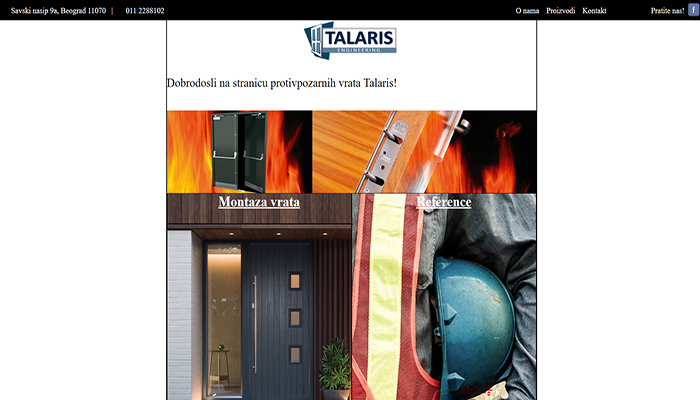 Savski nasip 9a, Beograd 11070 | 011 2288102
O nama Proizvodi Kontakt Pratite nas! f
TALARIS
ENGINEERING
Dobrodosli na stranicu protivpozarnih vrata Talaris!
Montaza vrata
Reference